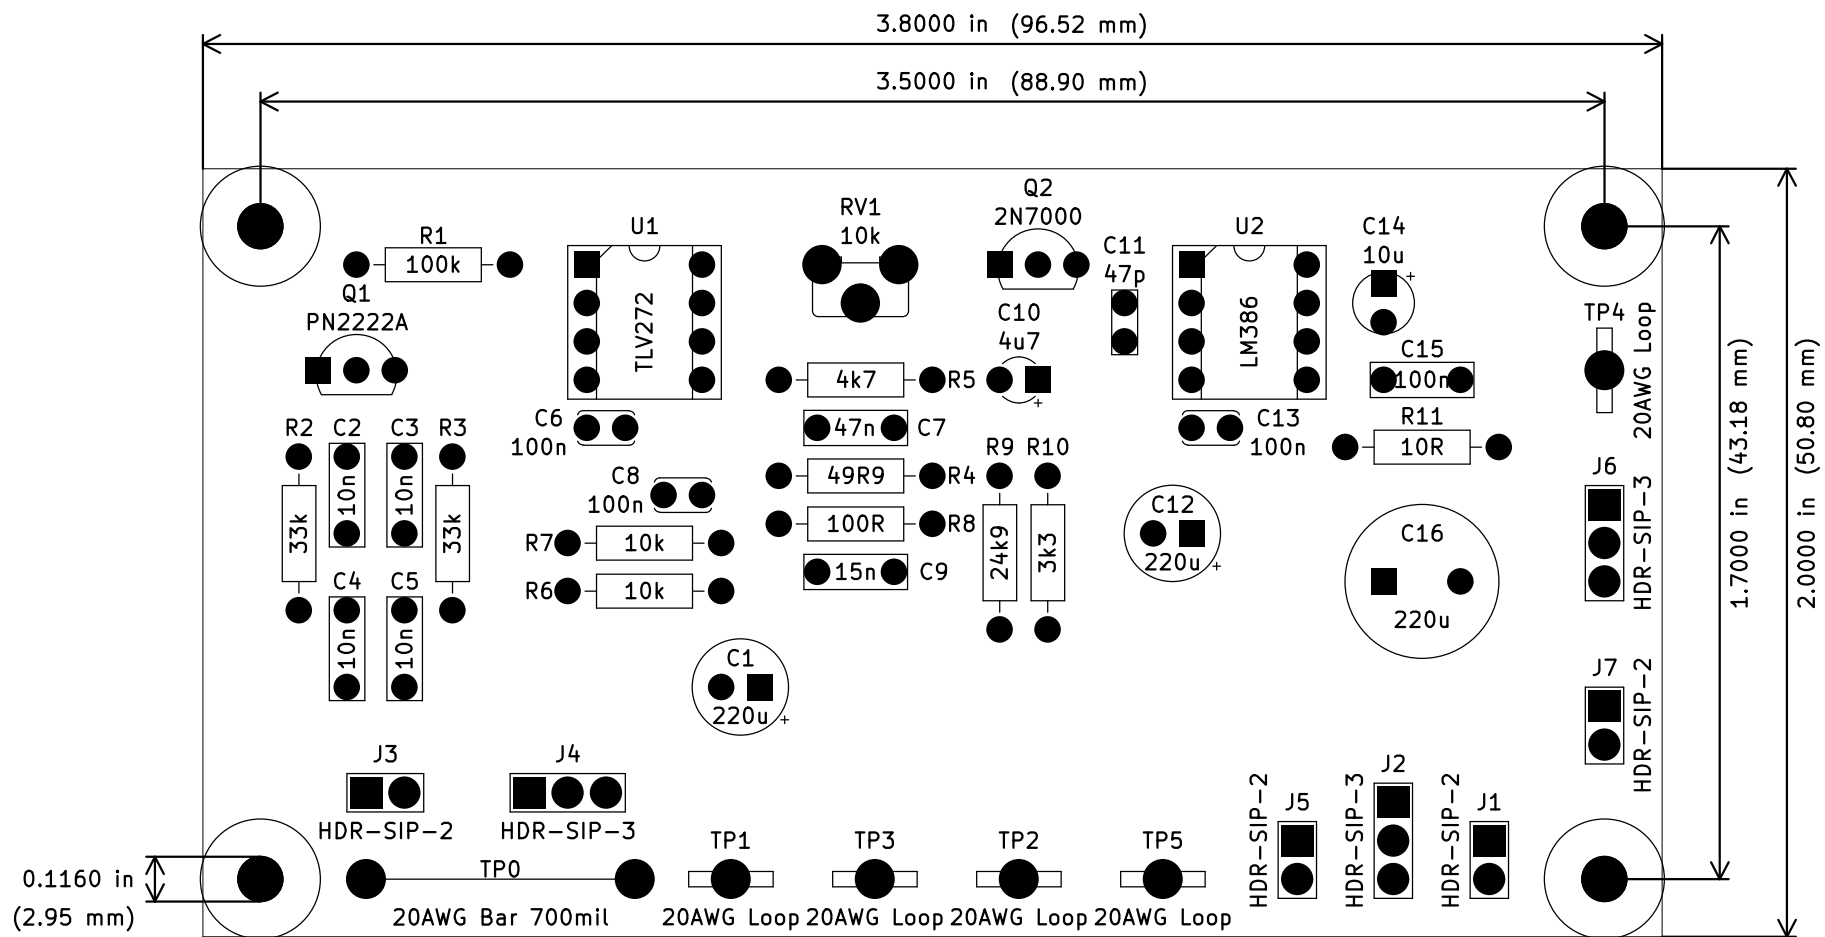 3.8000 in (96.52 mm)
3.5000 in (88.90 mm)
Q2
2N7000
RV1
10k
U1
U2
C14
10u
+
R1
100k
C11
47p
Q1
PN2222A
TLV272
C10
4u7
+
LM386
TP4
20AWG Loop
C15
100n
4k7
R5
C6
100n
47n
C7
C13
100n
R11
10R
R2
C2
C3
R3
33k
10n
10n
33k
C8
100n
49R9
R4
R9
R10
24k9
3k3
100R
R8
R7
10k
R6
10k
15n
C9
C12
220u
+
C16
220u
J6
HDR-SIP-3
1.7000 in (43.18 mm)
2.0000 in (50.80 mm)
C4
C5
10n
10n
C1
220u
+
J7
HDR-SIP-2
J3
HDR-SIP-2
J4
HDR-SIP-3
J5
HDR-SIP-2
J2
HDR-SIP-3
J1
HDR-SIP-2
TP0
20AWG Bar 700mil
TP1
20AWG Loop
TP3
20AWG Loop
TP2
20AWG Loop
TP5
20AWG Loop
0.1160 in
(2.95 mm)